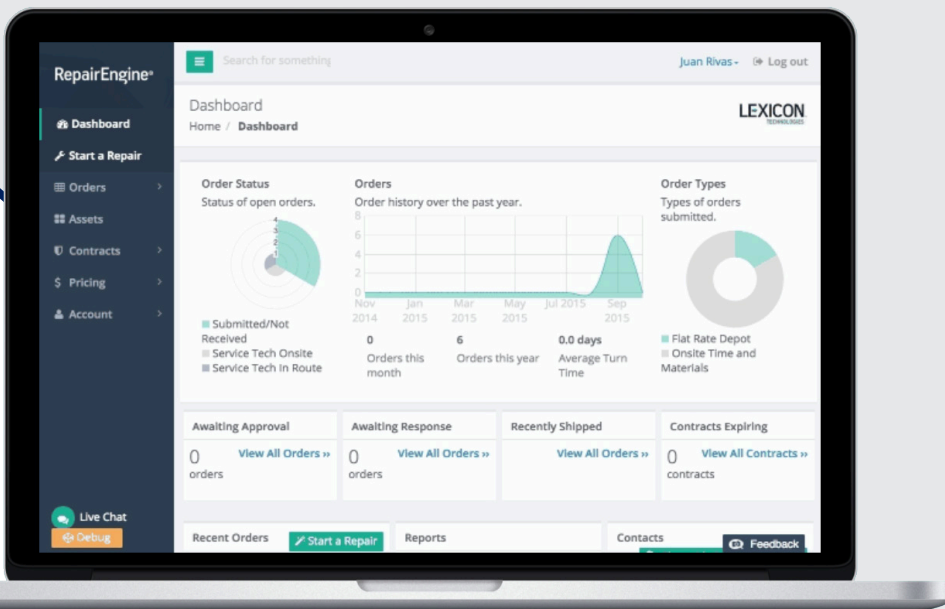 RepairEngine®
Search for something
Juan Rivas
Log out
Dashboard
Home / Dashboard
LEXICON
TECHNOLOGIES
Dashboard
Start a Repair
Orders
Assets
Contracts
$ Pricing
Account
Live Chat
Debug
Order Status
Status of open orders.
4
3
2
1
Submitted/Not
Received
Service Tech Onsite
Service Tech In Route
Orders
Order history over the past year.
8
6
4
2
0
Nov 2014
Jan 2015
Mar 2015
May 2015
Jul 2015
Sep 2015
0
Orders this
month
6
Orders this year
0.0 days
Average Turn
Time
Order Types
Types of orders
submitted.
Flat Rate Depot
Onsite Time and
Materials
Awaiting Approval
0 View All Orders ››
orders
Awaiting Response
0 View All Orders ››
orders
Recently Shipped
View All Orders ››
Contracts Expiring
0 View All Contracts ››
contracts
Recent Orders
Start a Repair
Reports
Contacts
Feedback